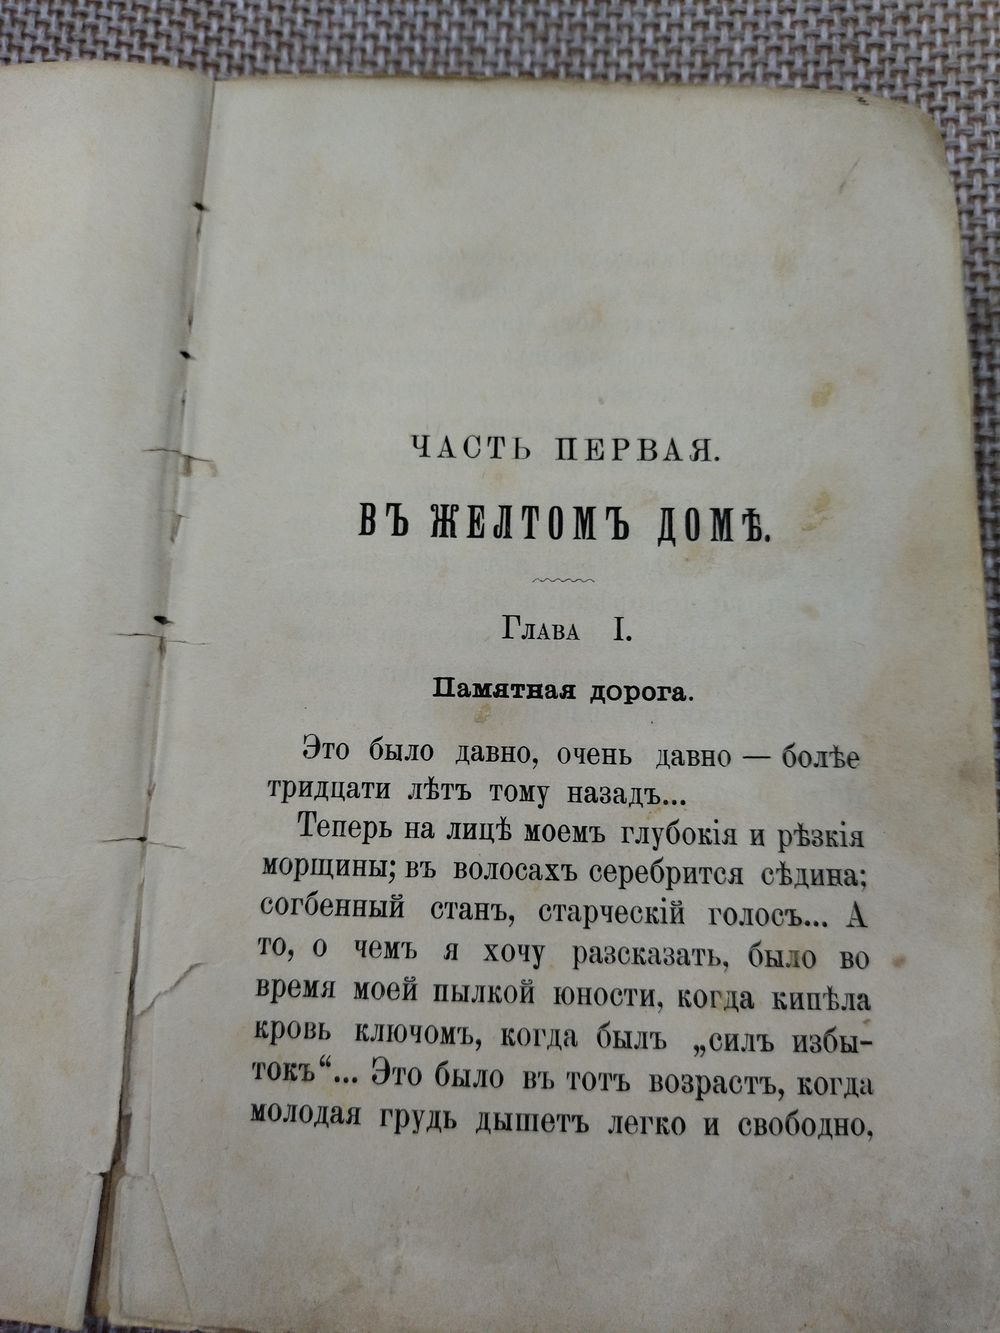 ЧАСТЬ ПЕРВАЯ.
ВЪ ЖЕЛТОМЪ ДОМѢ.
Глава I.
Памятная дорога.
Это было давно, очень давно — болѣе
тридцати лѣтъ тому назадъ...
Теперь на лицѣ моемъ глубокія и рѣзкія
морщины; въ волосахъ серебрится сѣдина;
согбенный станъ, старческій голосъ... А
то, о чемъ я хочу разсказать, было во
время моей пылкой юности, когда кипѣла
кровь ключомъ, когда былъ „силъ избы-
токъ“... Это было въ тотъ возрастъ, когда
молодая грудь дышетъ легко и свободно,